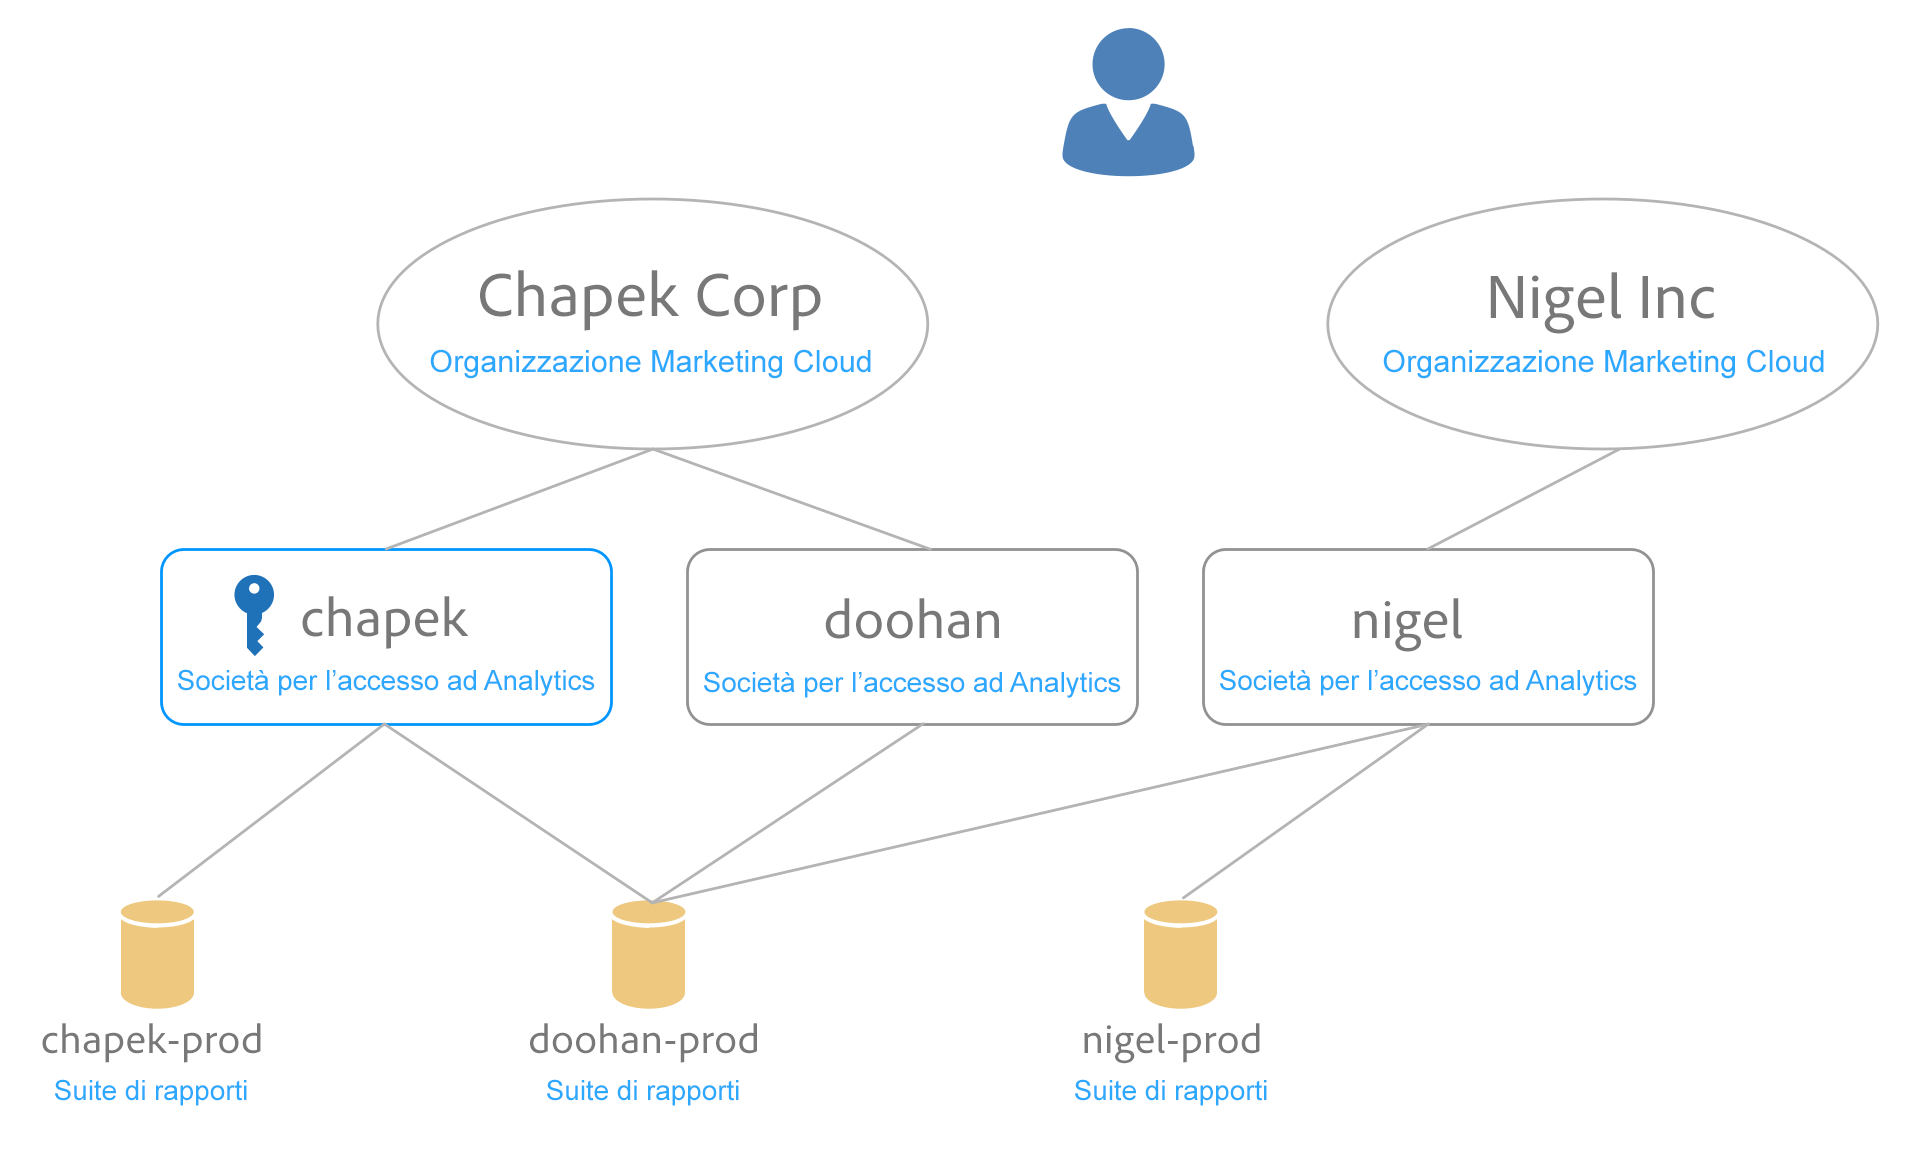 Chapek Corp
Organizzazione Marketing Cloud
Nigel Inc
Organizzazione Marketing Cloud
chapek
Società per l’accesso ad Analytics
doohan
Società per l’accesso ad Analytics
nigel
Società per l’accesso ad Analytics
chapek-prod
Suite di rapporti
doohan-prod
Suite di rapporti
nigel-prod
Suite di rapporti